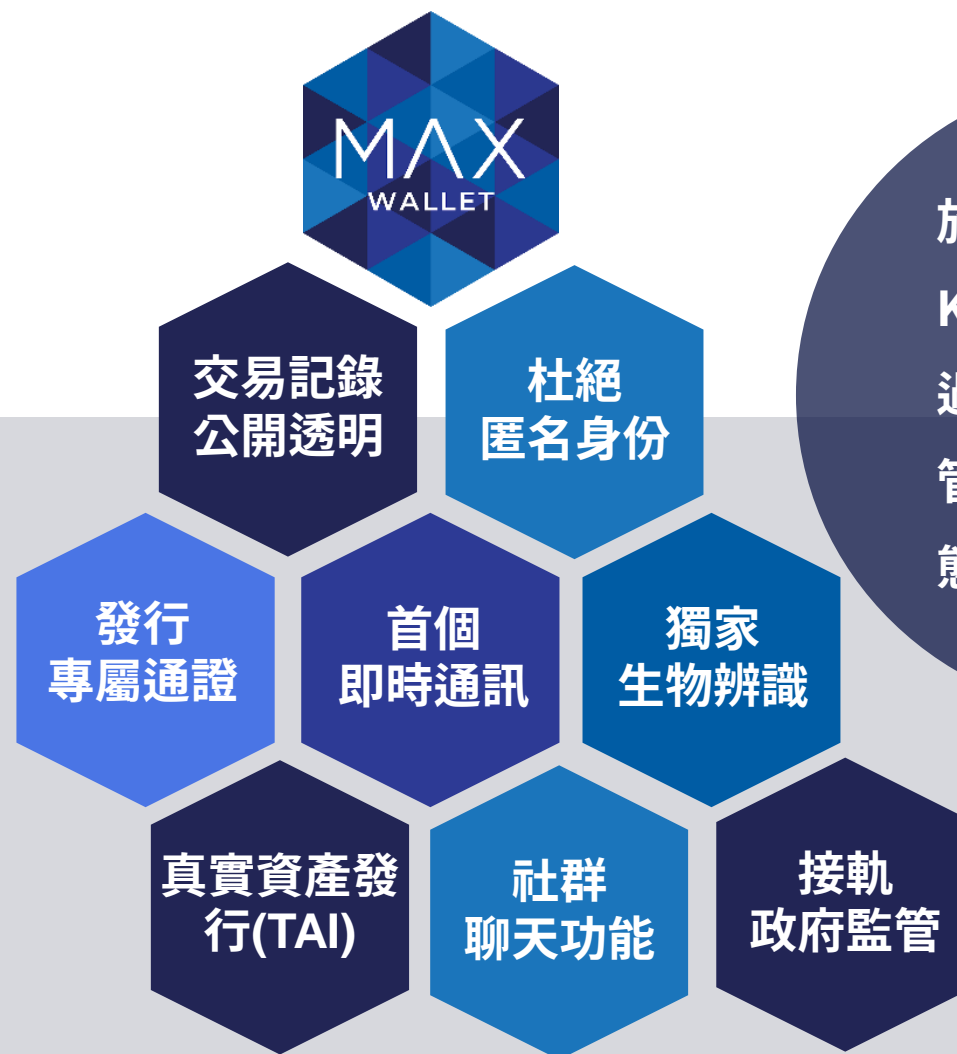 MAX
WALLET
交易記錄
公開透明
杜絕
匿名身份
發行
專屬通證
首個
即時通訊
獨家
生物辨識
真實資產發
行(TAI)
社群
聊天功能
接軌
政府監管